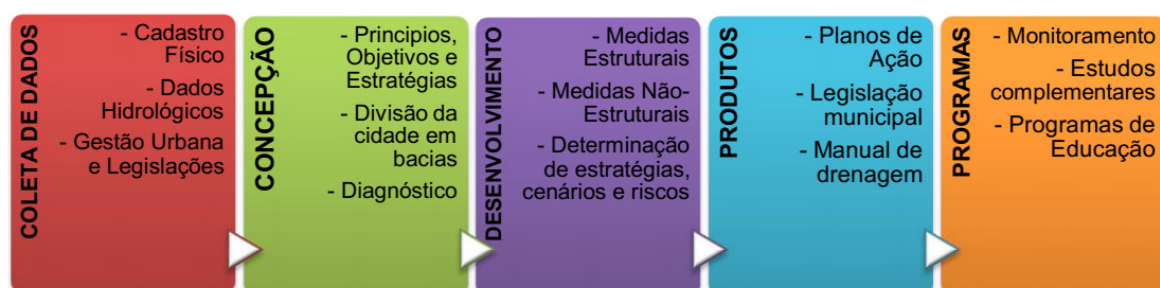 COLETA DE DADOS
- Cadastro
Físico
- Dados
Hidrológicos
- Gestão Urbana
e Legislações
CONCEPÇÃO
- Principios,
Objetivos e
Estratégias
- Divisão da
cidade em
bacias
- Diagnóstico
DESENVOLVIMENTO
- Medidas
Estruturais
- Medidas Não-
Estruturais
- Determinação
de estratégias,
cenários e riscos
PRODUTOS
- Planos de
Ação
- Legislação
municipal
- Manual de
drenagem
PROGRAMAS
- Monitoramento
- Estudos
complementares
- Programas de
Educação